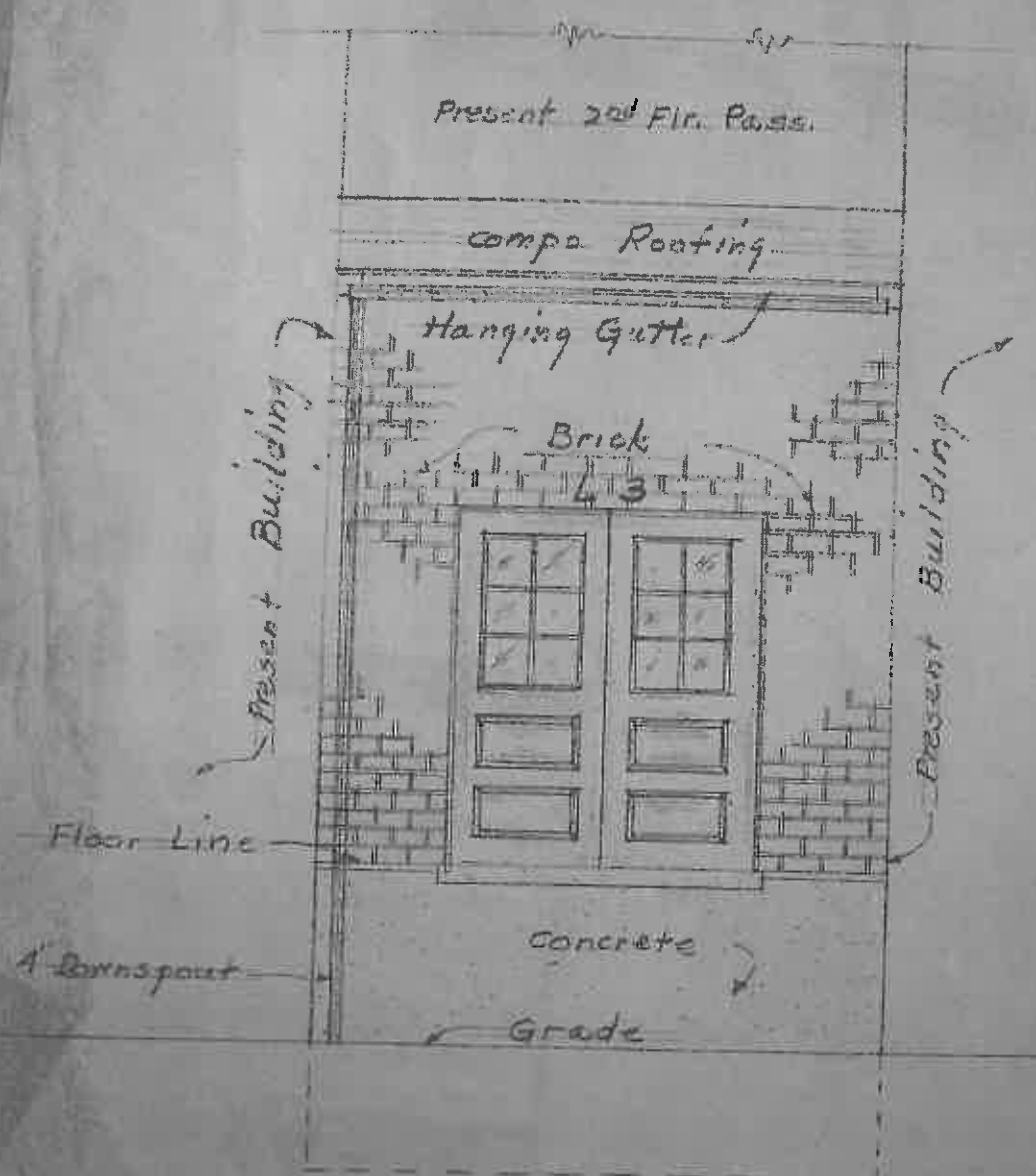 Present 2nd Flr. Pass.
Compo Roofing
Hanging Gutter
Present Building
Brick
4 3
Present Building
Floor Line
Concrete
4" Downspout
Grade